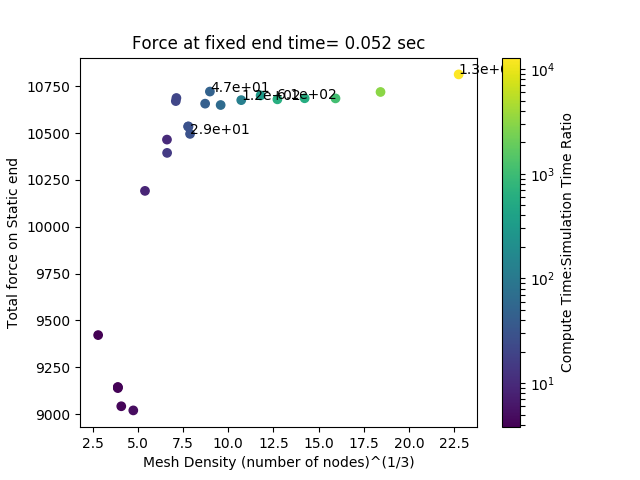 Force at fixed end time= 0.052 sec
Total force on Static end
10750
10500
10250
10000
9750
9500
9250
9000
4.7e+01
1.2e+02
6.1e+02
2.9e+01
2.5
5.0
7.5
10.0
12.5
15.0
17.5
20.0
22.5
Mesh Density (number of nodes)^(1/3)
10^4
10^3
10^2
10^1
Compute Time:Simulation Time Ratio